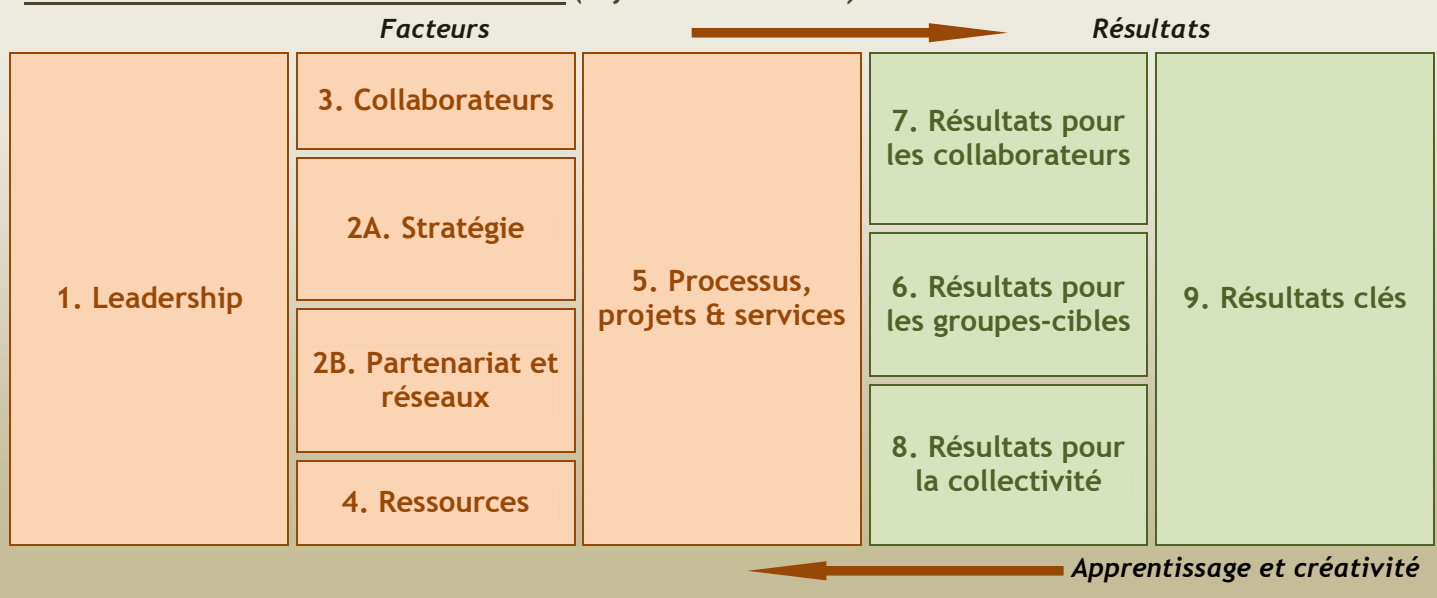 Facteurs
Résultats
1. Leadership
3. Collaborateurs
2A. Stratégie
2B. Partenariat et
réseaux
4. Ressources
5. Processus,
projets & services
7. Résultats pour
les collaborateurs
6. Résultats pour
les groupes-cibles
8. Résultats pour
la collectivité
9. Résultats clés
Apprentissage et créativité